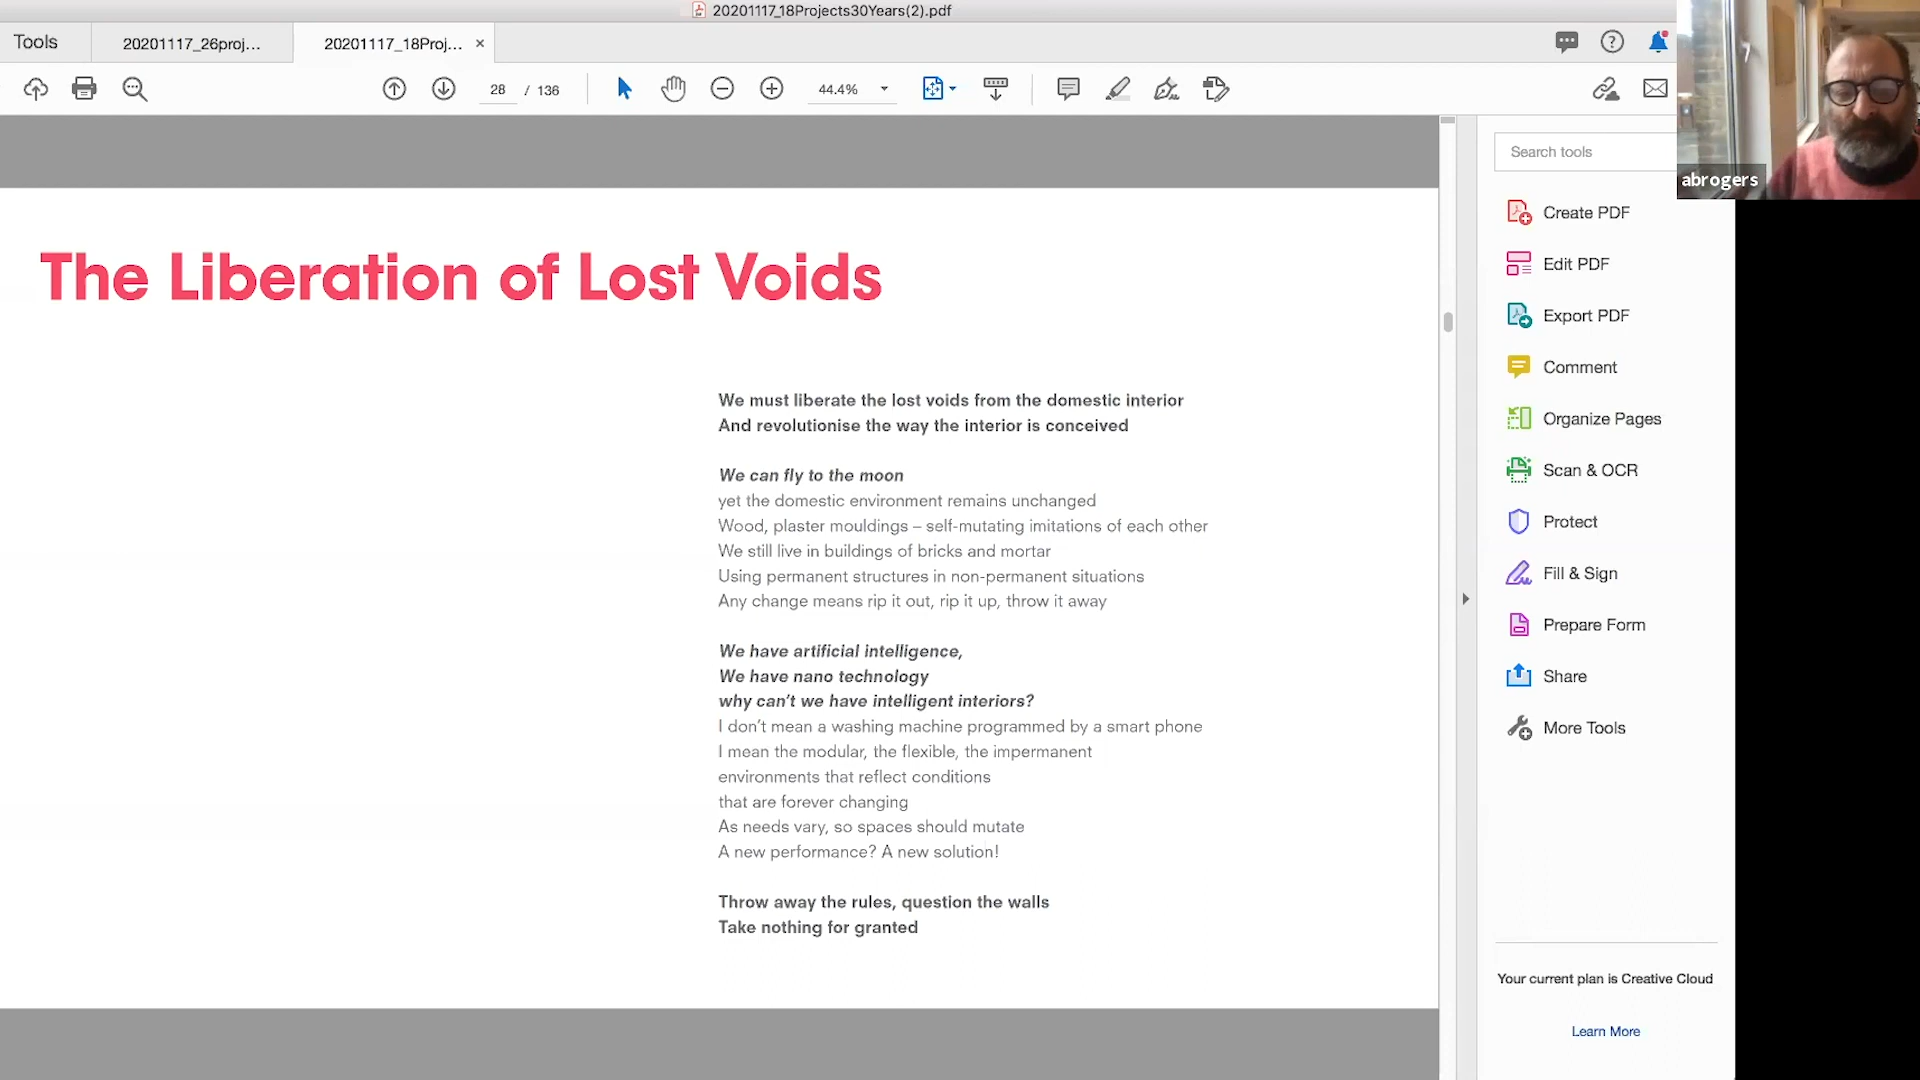 20201117_18Projects30Years(2).pdf
Tools
20201117_26proj...
20201117_18Proj...
28 / 136
44.4%
abrogers
Search tools
The Liberation of Lost Voids
We must liberate the lost voids from the domestic interior
And revolutionise the way the interior is conceived
We can fly to the moon
yet the domestic environment remains unchanged
Wood, plaster mouldings – self-mutating imitations of each other
We still live in buildings of bricks and mortar
Using permanent structures in non-permanent situations
Any change means rip it out, rip it up, throw it away
We have artificial intelligence,
We have nano technology
why can't we have intelligent interiors?
I don't mean a washing machine programmed by a smart phone
I mean the modular, the flexible, the impermanent
environments that reflect conditions
that are forever changing
As needs vary, so spaces should mutate
A new performance? A new solution!
Throw away the rules, question the walls
Take nothing for granted
Create PDF
Edit PDF
Export PDF
Comment
Organize Pages
Scan & OCR
Protect
Fill & Sign
Prepare Form
Share
More Tools
Your current plan is Creative Cloud
Learn More